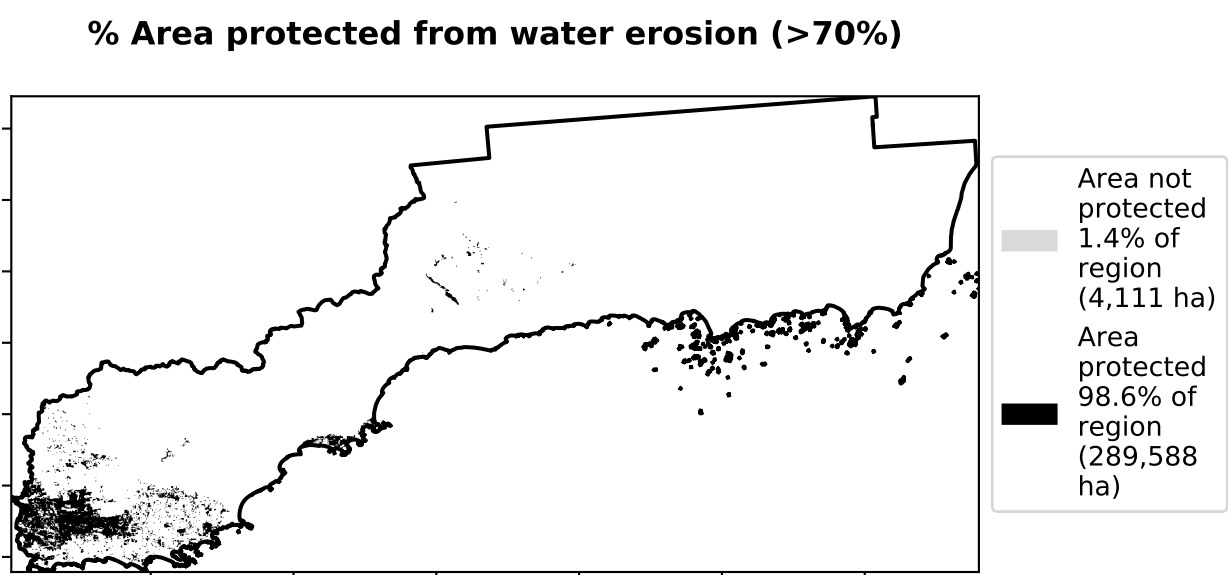 % Area protected from water erosion (>70%)
Area not
protected
1.4% of
region
(4,111 ha)
Area
protected
98.6% of
region
(289,588
ha)